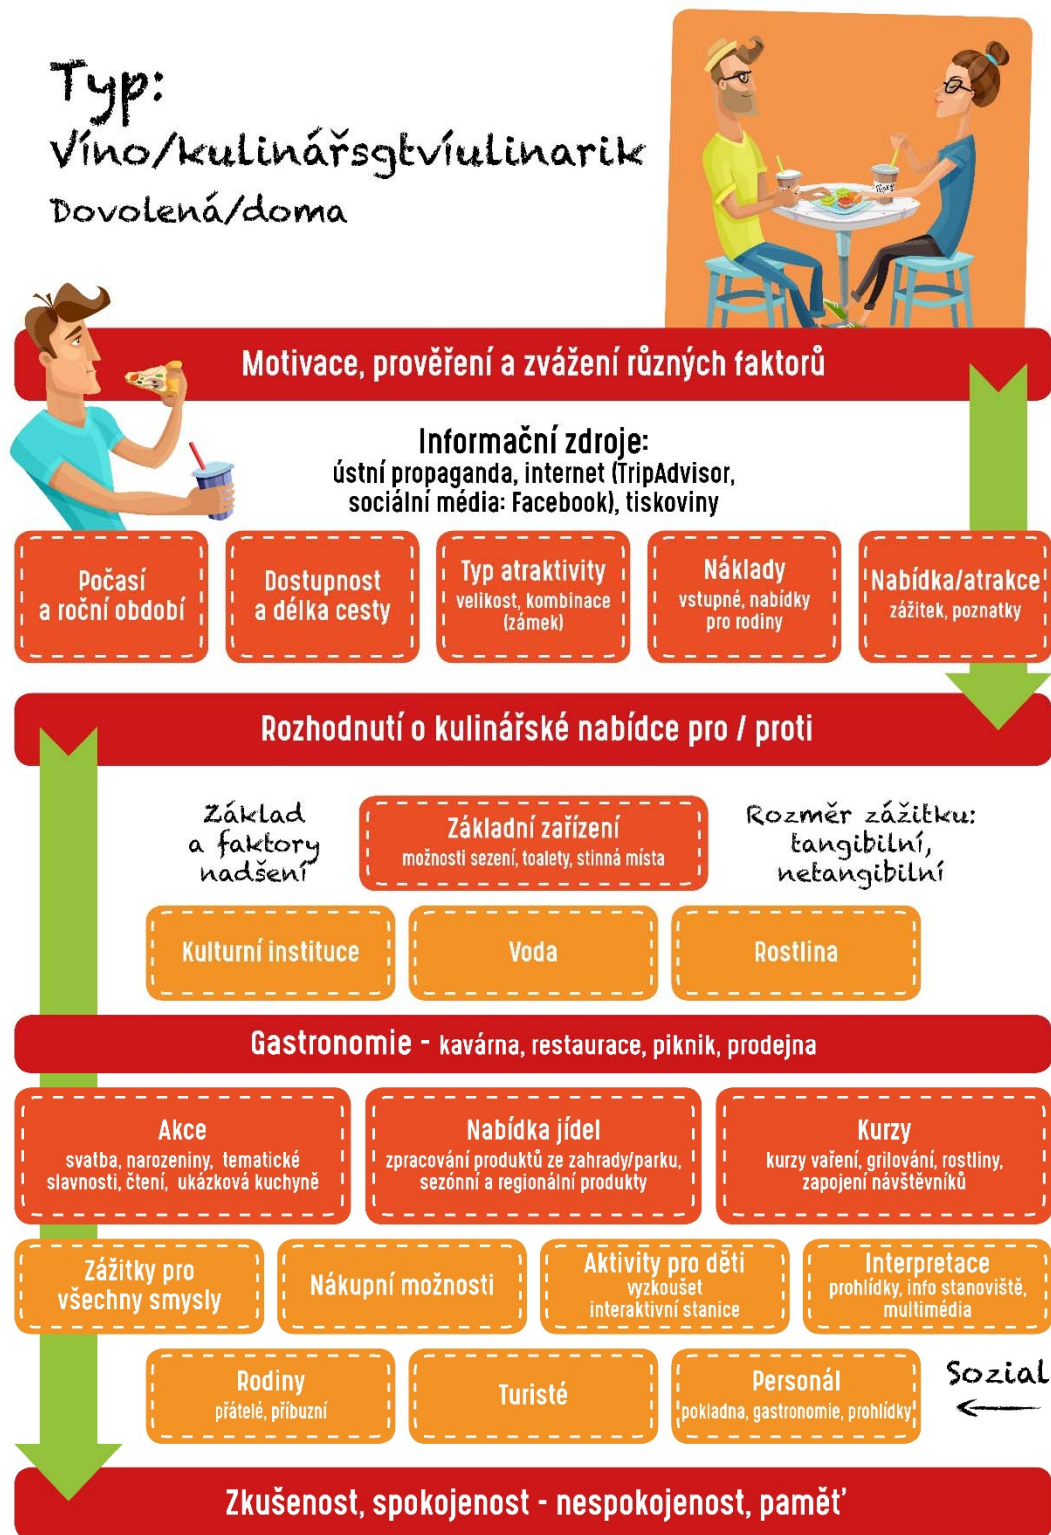 Typ:
Víno/kulinářsgtvíulinarik
Dovolená/doma
Motivace, prověření a zvážení různých faktorů
Informační zdroje:
ústní propaganda, internet (TripAdvisor,
sociální média: Facebook), tiskoviny
Počasí
a roční období
Dostupnost
a délka cesty
Typ atraktivity
velikost, kombinace
(zámek)
Náklady
vstupné, nabídky
pro rodiny
Nabídka/atrakce
zážitek, poznatky
Rozhodnutí o kulinářské nabídce pro / proti
Základ
a faktory
nadšení
Základní zařízení
možnosti sezení, toalety, stinná místa
Rozměr zážitku:
tangibilní,
netangibilní
Kulturní instituce
Voda
Rostlina
Gastronomie - kavárna, restaurace, piknik, prodejna
Akce
svatba, narozeniny, tematické
slavnosti, čtení, ukázková kuchyně
Nabídka jídel
zpracování produktů ze zahrady/parku,
sezónní a regionální produkty
Kurzy
kurzy vaření, grilování, rostliny,
zapojení návštěvníků
Zážitky pro
všechny smysly
Nákupní možnosti
Aktivity pro děti
vyzkoušet
interaktivní stanice
Interpretace
prohlídky, info stanoviště,
multimédia
Rodiny
přátelé, příbuzní
Turisté
Personál
pokladna, gastronomie, prohlídky
Sozial
Zkušenost, spokojenost - nespokojenost, paměť